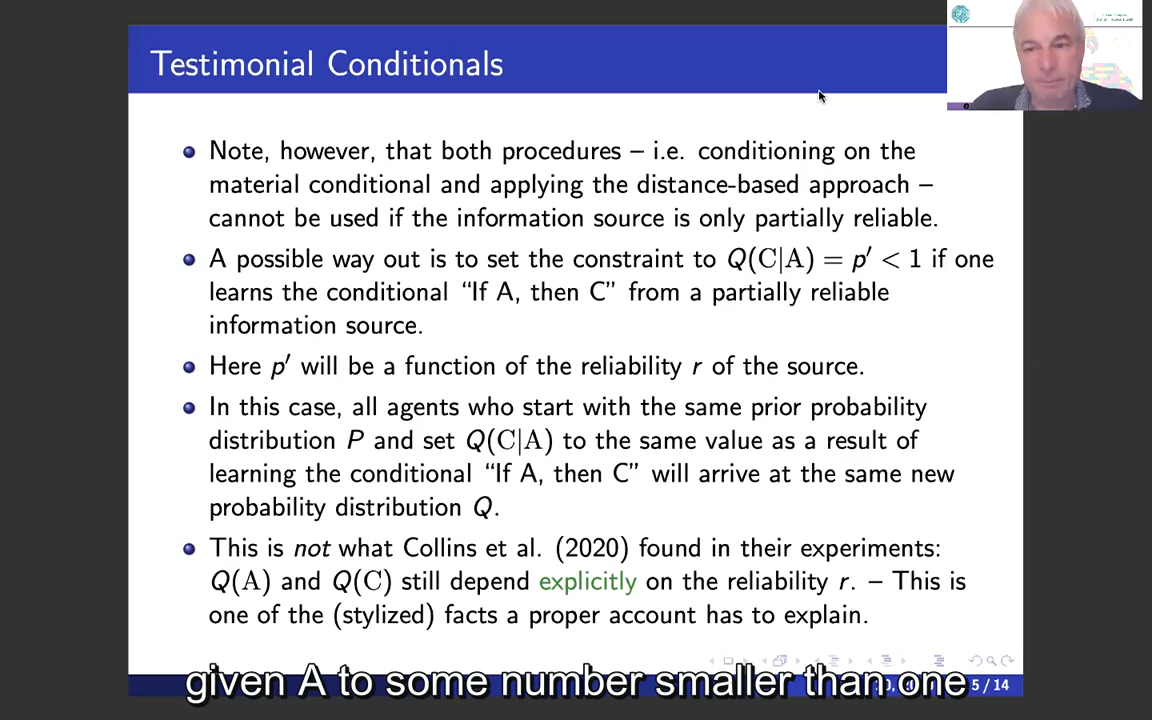 Testimonial Conditionals
Note, however, that both procedures – i.e. conditioning on the
material conditional and applying the distance-based approach –
cannot be used if the information source is only partially reliable.
A possible way out is to set the constraint to Q(C|A) = p′ < 1 if one
learns the conditional “If A, then C” from a partially reliable
information source.
Here p′ will be a function of the reliability r of the source.
In this case, all agents who start with the same prior probability
distribution P and set Q(C|A) to the same value as a result of
learning the conditional “If A, then C” will arrive at the same new
probability distribution Q.
This is not what Collins et al. (2020) found in their experiments:
Q(A) and Q(C) still depend explicitly on the reliability r. – This is
one of the (stylized) facts a proper account has to explain.
given A to some number smaller than one
5 / 14